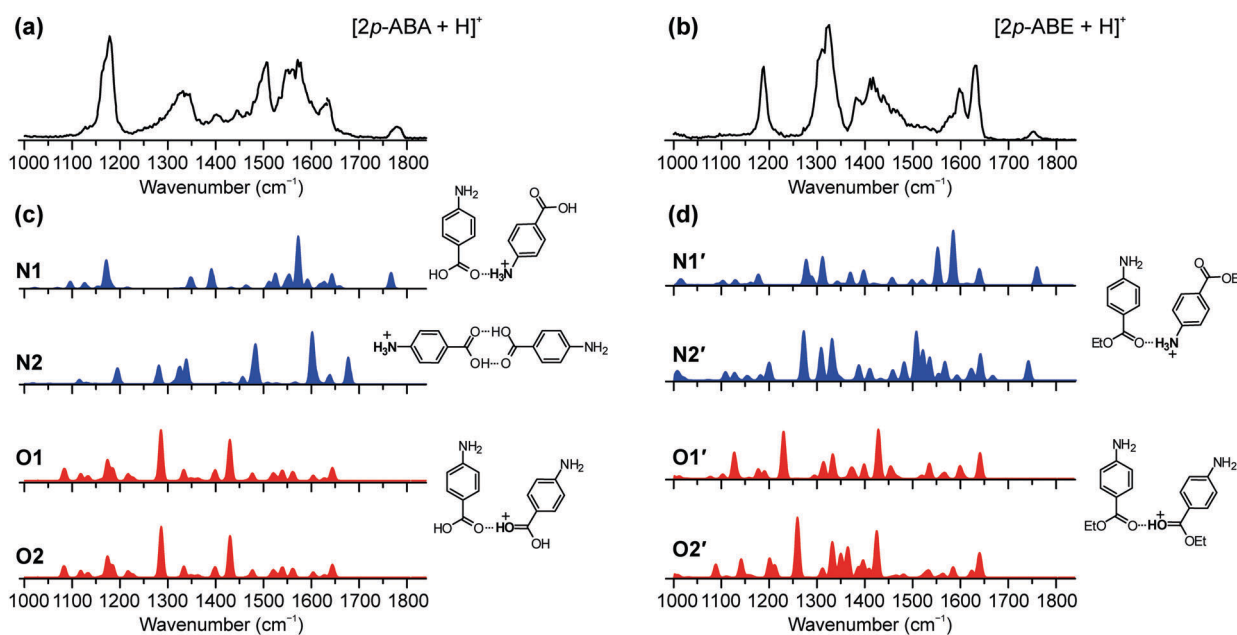 (a) [2p-ABA + H]⁺
1000 1100 1200 1300 1400 1500 1600 1700 1800
Wavenumber (cm⁻¹)
(b) [2p-ABE + H]⁺
1000 1100 1200 1300 1400 1500 1600 1700 1800
Wavenumber (cm⁻¹)
(c)
N1
NH₂
HO
O
H₃N
+
O
OH
N2
+
H₃N
O
HO
OH
O
NH₂
O1
NH₂
HO
O
HO
+
OH
NH₂
O2
1000 1100 1200 1300 1400 1500 1600 1700 1800
Wavenumber (cm⁻¹)
(d)
N1′
NH₂
EtO
O
H₃N
+
O
OE
N2′
O1′
NH₂
EtO
O
HO
+
OEt
NH₂
O2′
1000 1100 1200 1300 1400 1500 1600 1700 1800
Wavenumber (cm⁻¹)